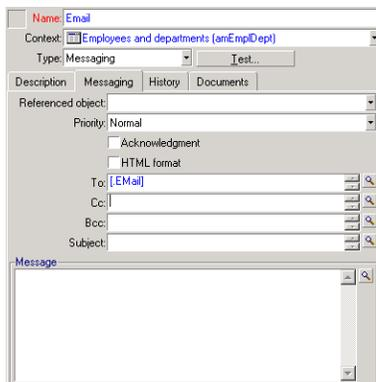 Name: Email
Context: Employees and departments (amEmplDept)
Type: Messaging Test...
Description Messaging History Documents
Referenced object:
Priority: Normal
Acknowledgment
HTML format
To: [.EMail]
Cc:
Bcc:
Subject:
Message